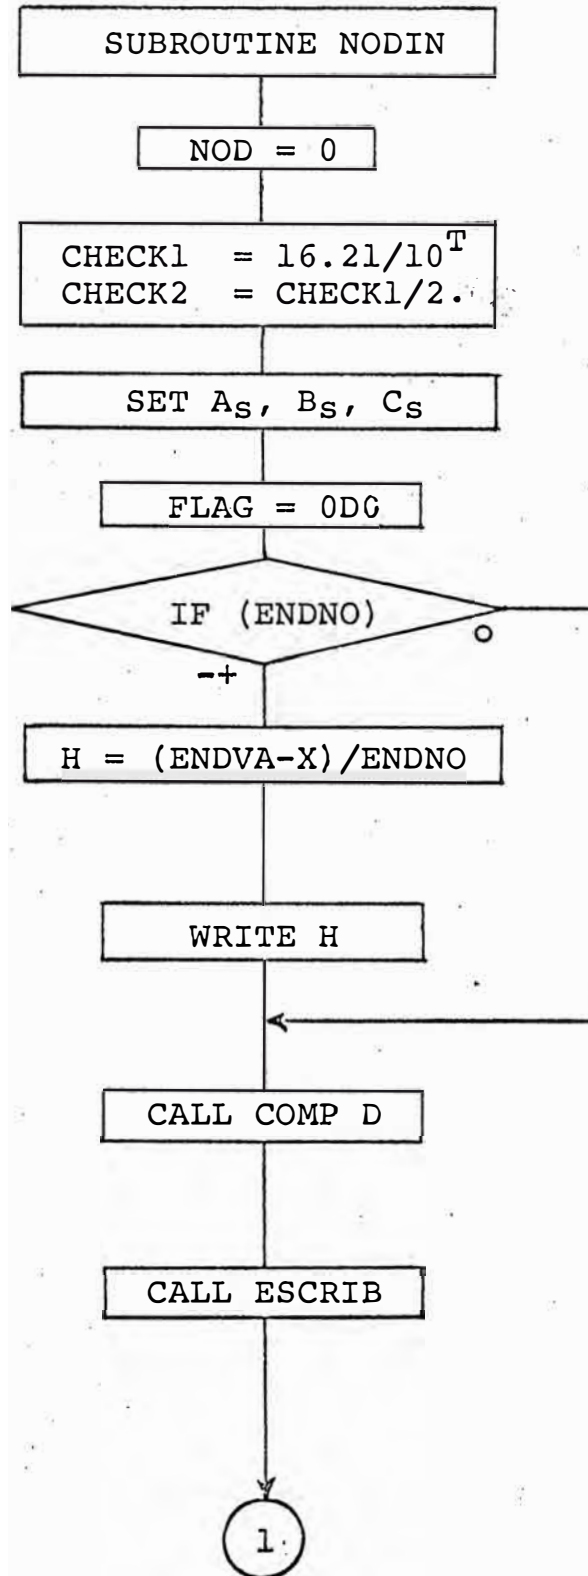 SUBROUTINE NODIN
NOD = 0
CHECK1 = 16.21/10^T
CHECK2 = CHECK1/2.
SET A_S, B_S, C_S
FLAG = 0D0
IF (ENDNO)
0
-+
H = (ENDVA-X)/ENDNO
WRITE H
CALL COMP D
CALL ESCRIB
1